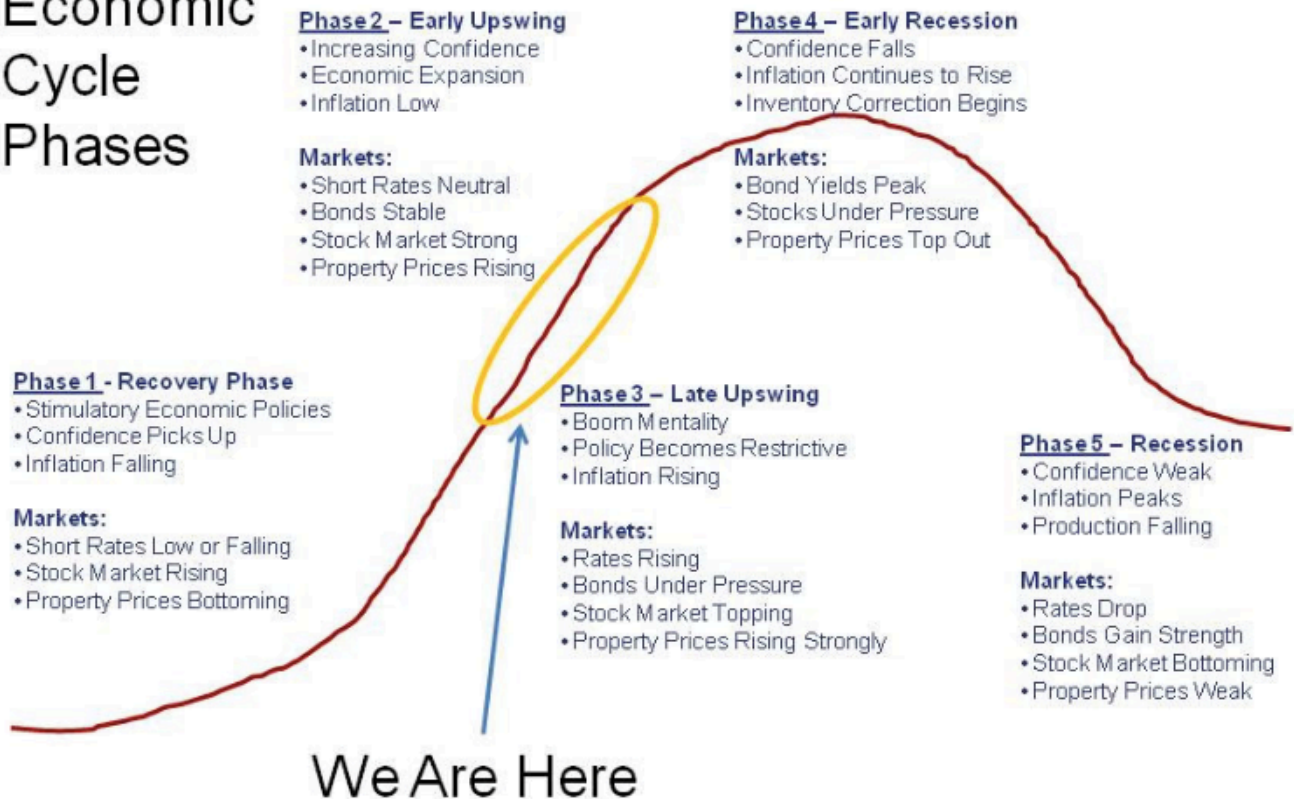 Economic
Cycle
Phases
Phase 2 – Early Upswing
•Increasing Confidence
•Economic Expansion
•Inflation Low
Markets:
•Short Rates Neutral
•Bonds Stable
•Stock Market Strong
•Property Prices Rising
Phase 4 – Early Recession
•Confidence Falls
•Inflation Continues to Rise
•Inventory Correction Begins
Markets:
•Bond Yields Peak
•Stocks Under Pressure
•Property Prices Top Out
Phase 1 - Recovery Phase
•Stimulatory Economic Policies
•Confidence Picks Up
•Inflation Falling
Markets:
•Short Rates Low or Falling
•Stock Market Rising
•Property Prices Bottoming
Phase 3 – Late Upswing
•Boom Mentality
•Policy Becomes Restrictive
•Inflation Rising
Markets:
•Rates Rising
•Bonds Under Pressure
•Stock Market Topping
•Property Prices Rising Strongly
Phase 5 – Recession
•Confidence Weak
•Inflation Peaks
•Production Falling
Markets:
•Rates Drop
•Bonds Gain Strength
•Stock Market Bottoming
•Property Prices Weak
We Are Here